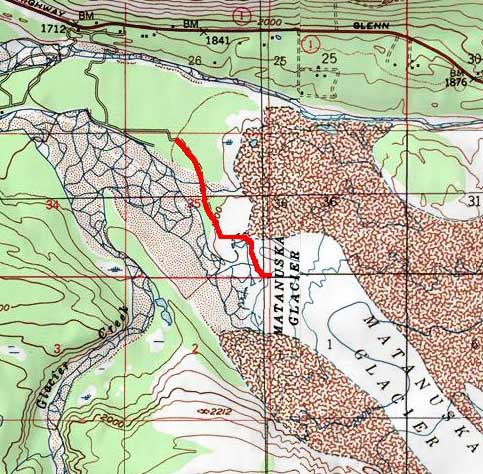 HIGHWAY
BM
1712
BM
1841
1
2000
GLENN
26
25
25
1
30
BM
1876
34
35
36
36
31
MATANUSKA
GLACIER
MATANUSKA
GLACIER
3
2
1
6
Glacier Creek
2000
2212